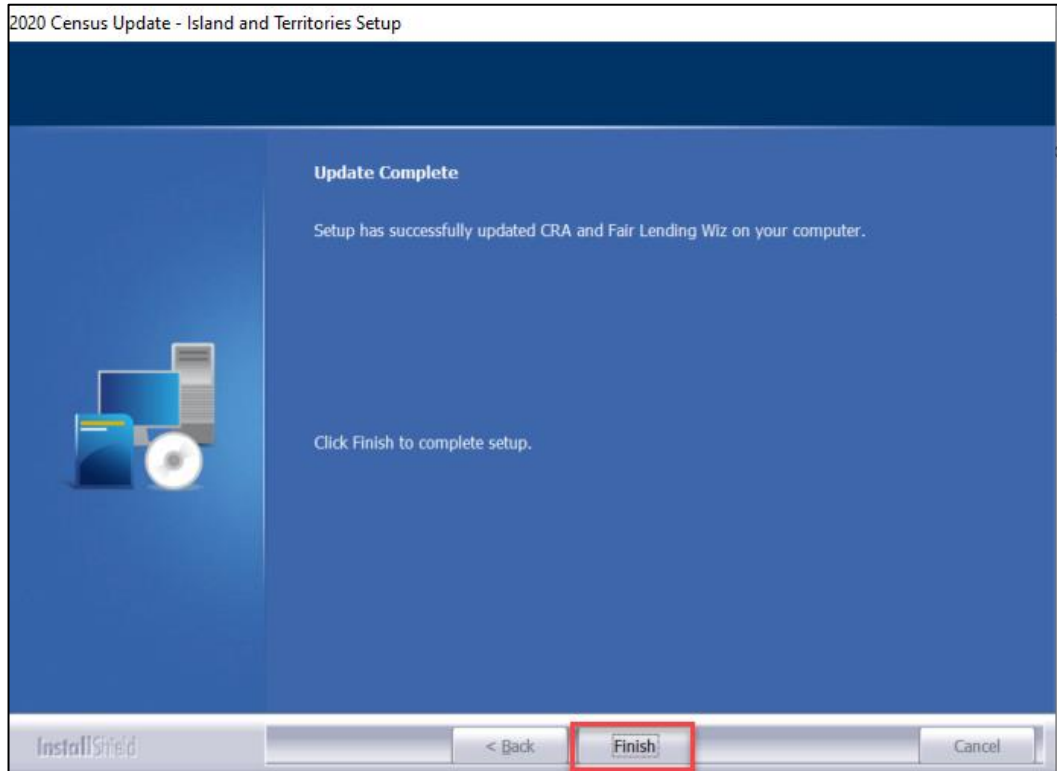 2020 Census Update - Island and Territories Setup
Update Complete
Setup has successfully updated CRA and Fair Lending Wiz on your computer.
Click Finish to complete setup.
InstallShield
< Back
Finish
Cancel